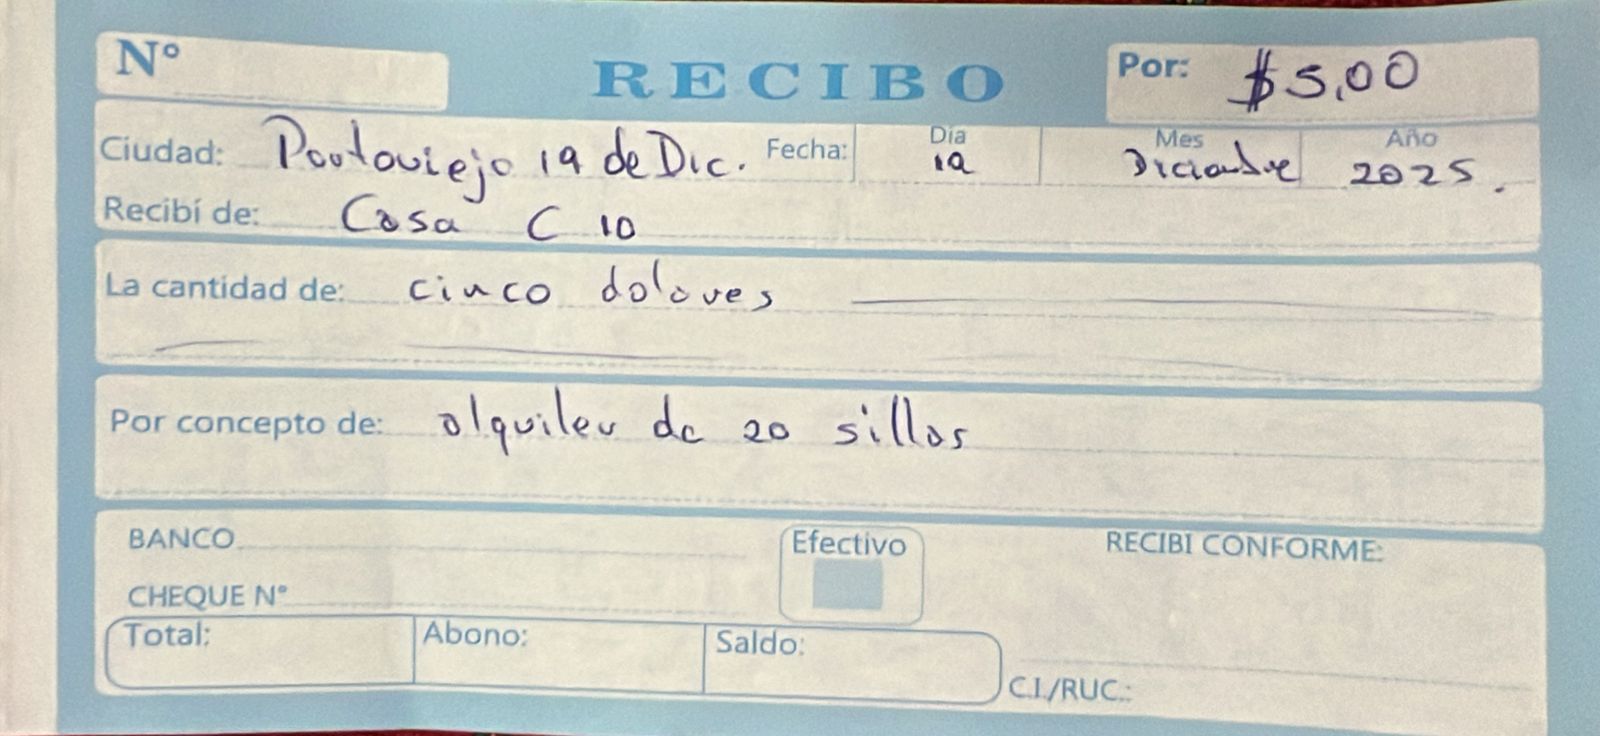 N°
RECIBO
Por: $5,00
Ciudad: Portoviejo 19 de Dic. Fecha: Dia 19 Mes Diciembre Año 2025.
Recibí de: Casa C 10
La cantidad de: cinco dolares
Por concepto de: alquiler de 20 sillas
BANCO
Efectivo
RECIBI CONFORME:
CHEQUE N°
Total: Abono: Saldo:
C.I./RUC.: